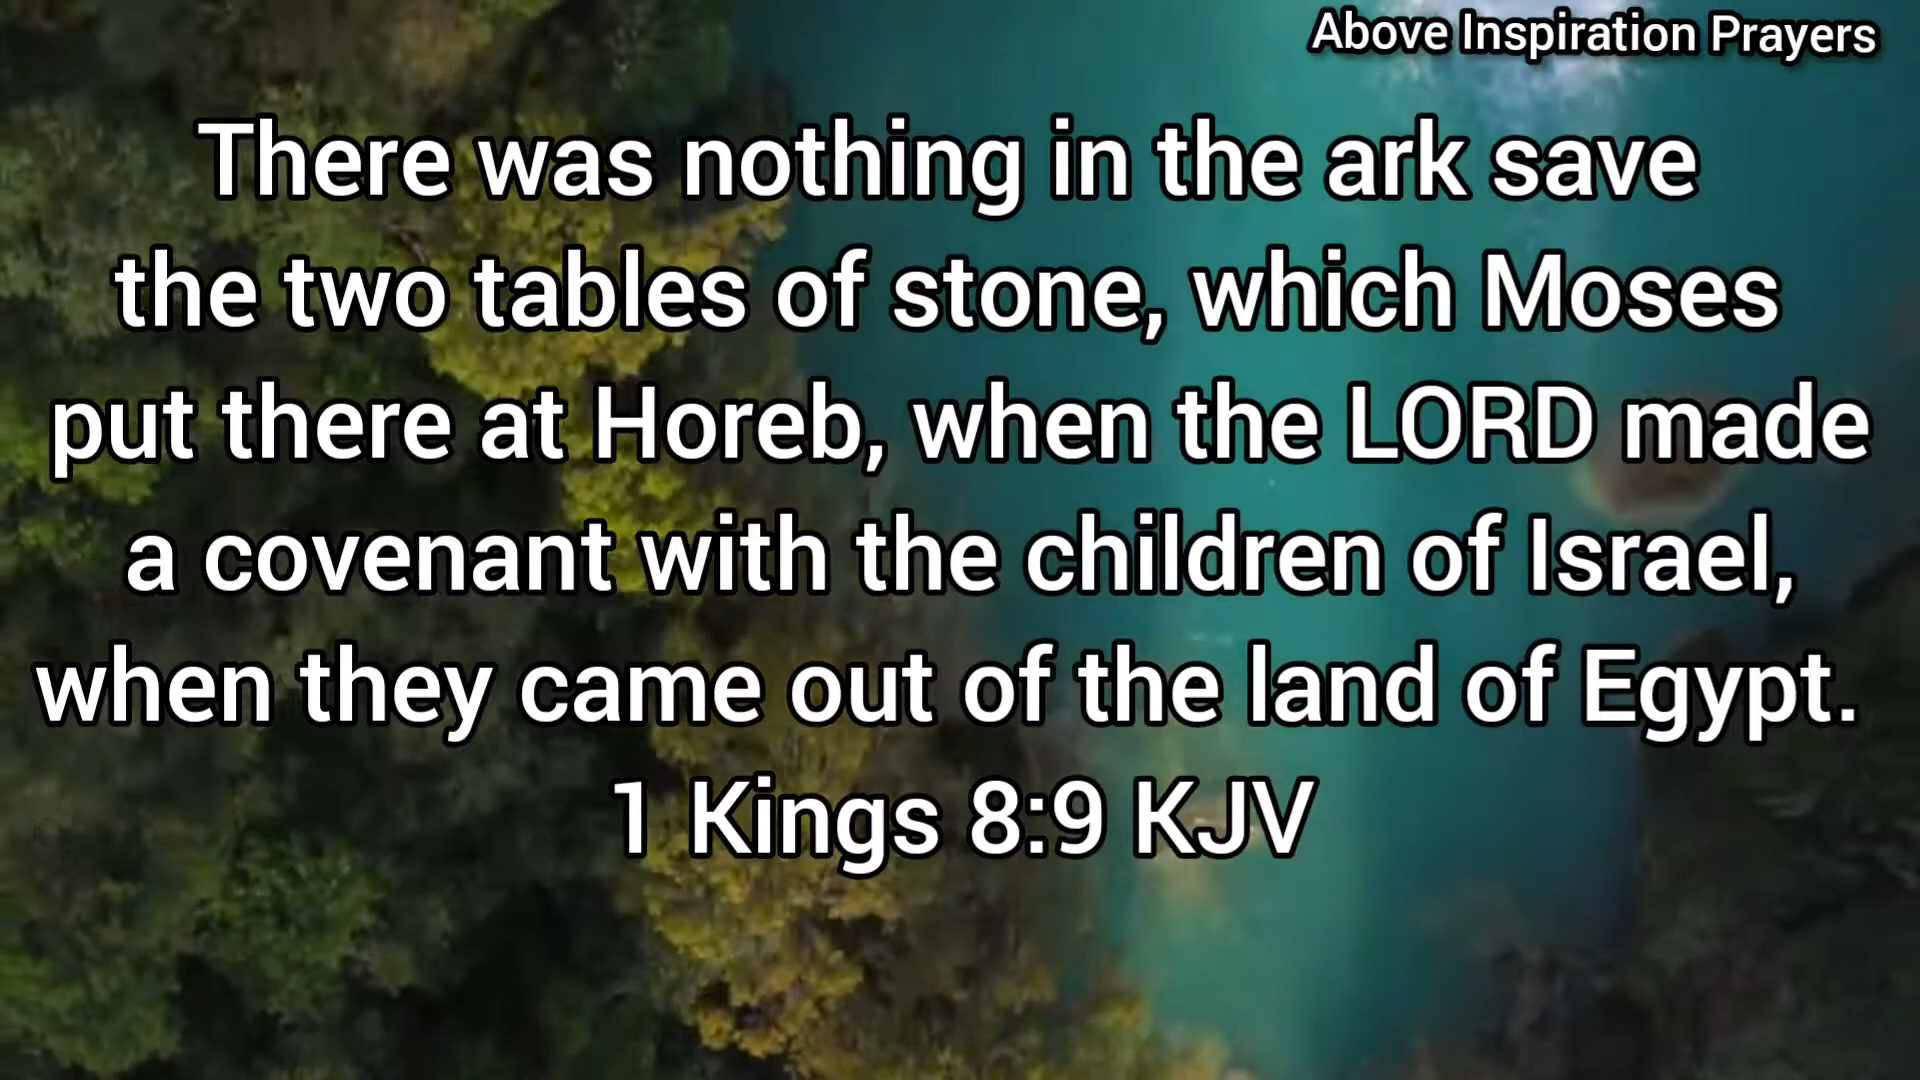 Above Inspiration Prayers
There was nothing in the ark save
the two tables of stone, which Moses
put there at Horeb, when the LORD made
a covenant with the children of Israel,
when they came out of the land of Egypt.
1 Kings 8:9 KJV